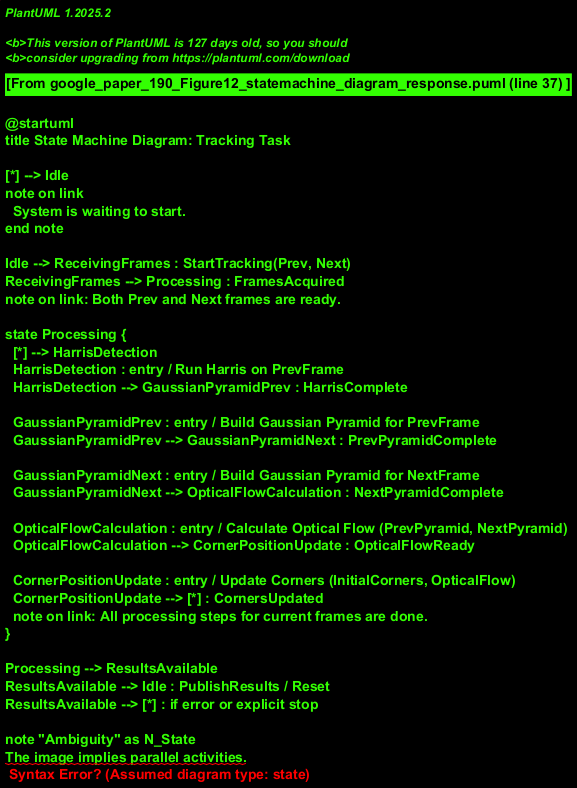 PlantUML 1.2025.2
<b>This version of PlantUML is 127 days old, so you should
<b>consider upgrading from https://plantuml.com/download
[From google_paper_190_Figure12_statemachine_diagram_response.puml (line 37) ]
@startuml
title State Machine Diagram: Tracking Task
[*] --> Idle
note on link
System is waiting to start.
end note
Idle --> ReceivingFrames : StartTracking(Prev, Next)
ReceivingFrames --> Processing : FramesAcquired
note on link: Both Prev and Next frames are ready.
state Processing {
[*] --> HarrisDetection
HarrisDetection : entry / Run Harris on PrevFrame
HarrisDetection --> GaussianPyramidPrev : HarrisComplete
GaussianPyramidPrev : entry / Build Gaussian Pyramid for PrevFrame
GaussianPyramidPrev --> GaussianPyramidNext : PrevPyramidComplete
GaussianPyramidNext : entry / Build Gaussian Pyramid for NextFrame
GaussianPyramidNext --> OpticalFlowCalculation : NextPyramidComplete
OpticalFlowCalculation : entry / Calculate Optical Flow (PrevPyramid, NextPyramid)
OpticalFlowCalculation --> CornerPositionUpdate : OpticalFlowReady
CornerPositionUpdate : entry / Update Corners (InitialCorners, OpticalFlow)
CornerPositionUpdate --> [*] : CornersUpdated
note on link: All processing steps for current frames are done.
}
Processing --> ResultsAvailable
ResultsAvailable --> Idle : PublishResults / Reset
ResultsAvailable --> [*] : if error or explicit stop
note "Ambiguity" as N_State
The image implies parallel activities.
Syntax Error? (Assumed diagram type: state)